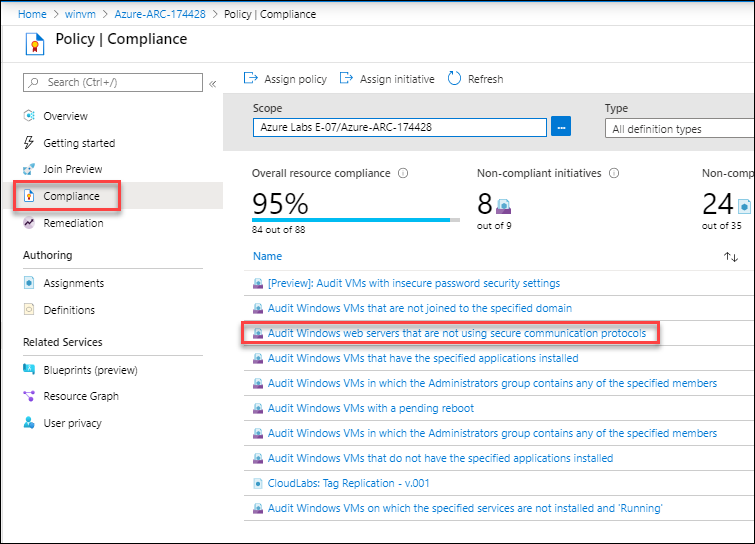 Home > winvm > Azure-ARC-174428 > Policy | Compliance
Policy | Compliance
Search (Ctrl+/)
«
Overview
Getting started
Join Preview
Compliance
Remediation
Authoring
Assignments
Definitions
Related Services
Blueprints (preview)
Resource Graph
User privacy
Assign policy Assign initiative Refresh
Scope
Azure Labs E-07/Azure-ARC-174428
...
Type
All definition types
Overall resource compliance
95%
84 out of 88
Non-compliant initiatives
8
out of 9
Non-comp
24
out of 35
Name ↑↓
[Preview]: Audit VMs with insecure password security settings
Audit Windows VMs that are not joined to the specified domain
Audit Windows web servers that are not using secure communication protocols
Audit Windows VMs that have the specified applications installed
Audit Windows VMs in which the Administrators group contains any of the specified members
Audit Windows VMs with a pending reboot
Audit Windows VMs in which the Administrators group contains any of the specified members
Audit Windows VMs that do not have the specified applications installed
CloudLabs: Tag Replication - v.001
Audit Windows VMs on which the specified services are not installed and 'Running'